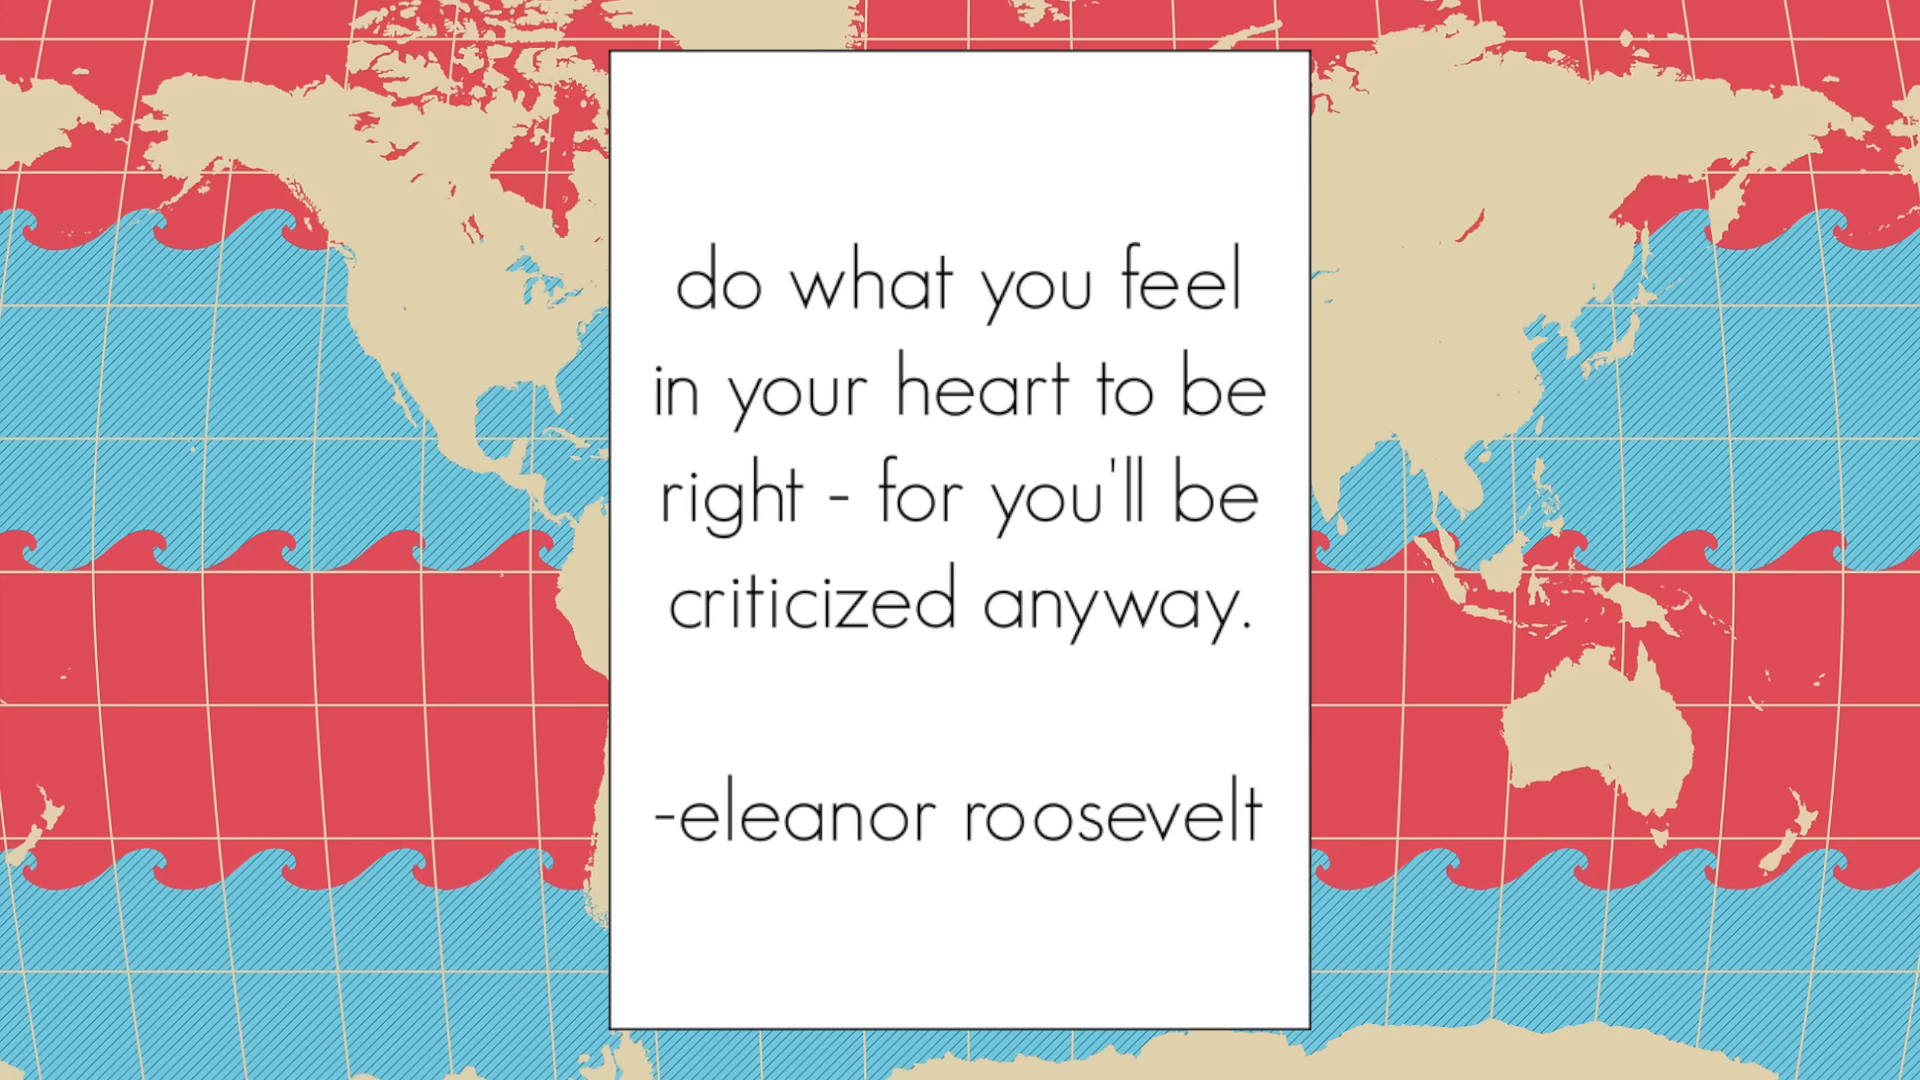 do what you feel
in your heart to be
right - for you'll be
criticized anyway.
-eleanor roosevelt